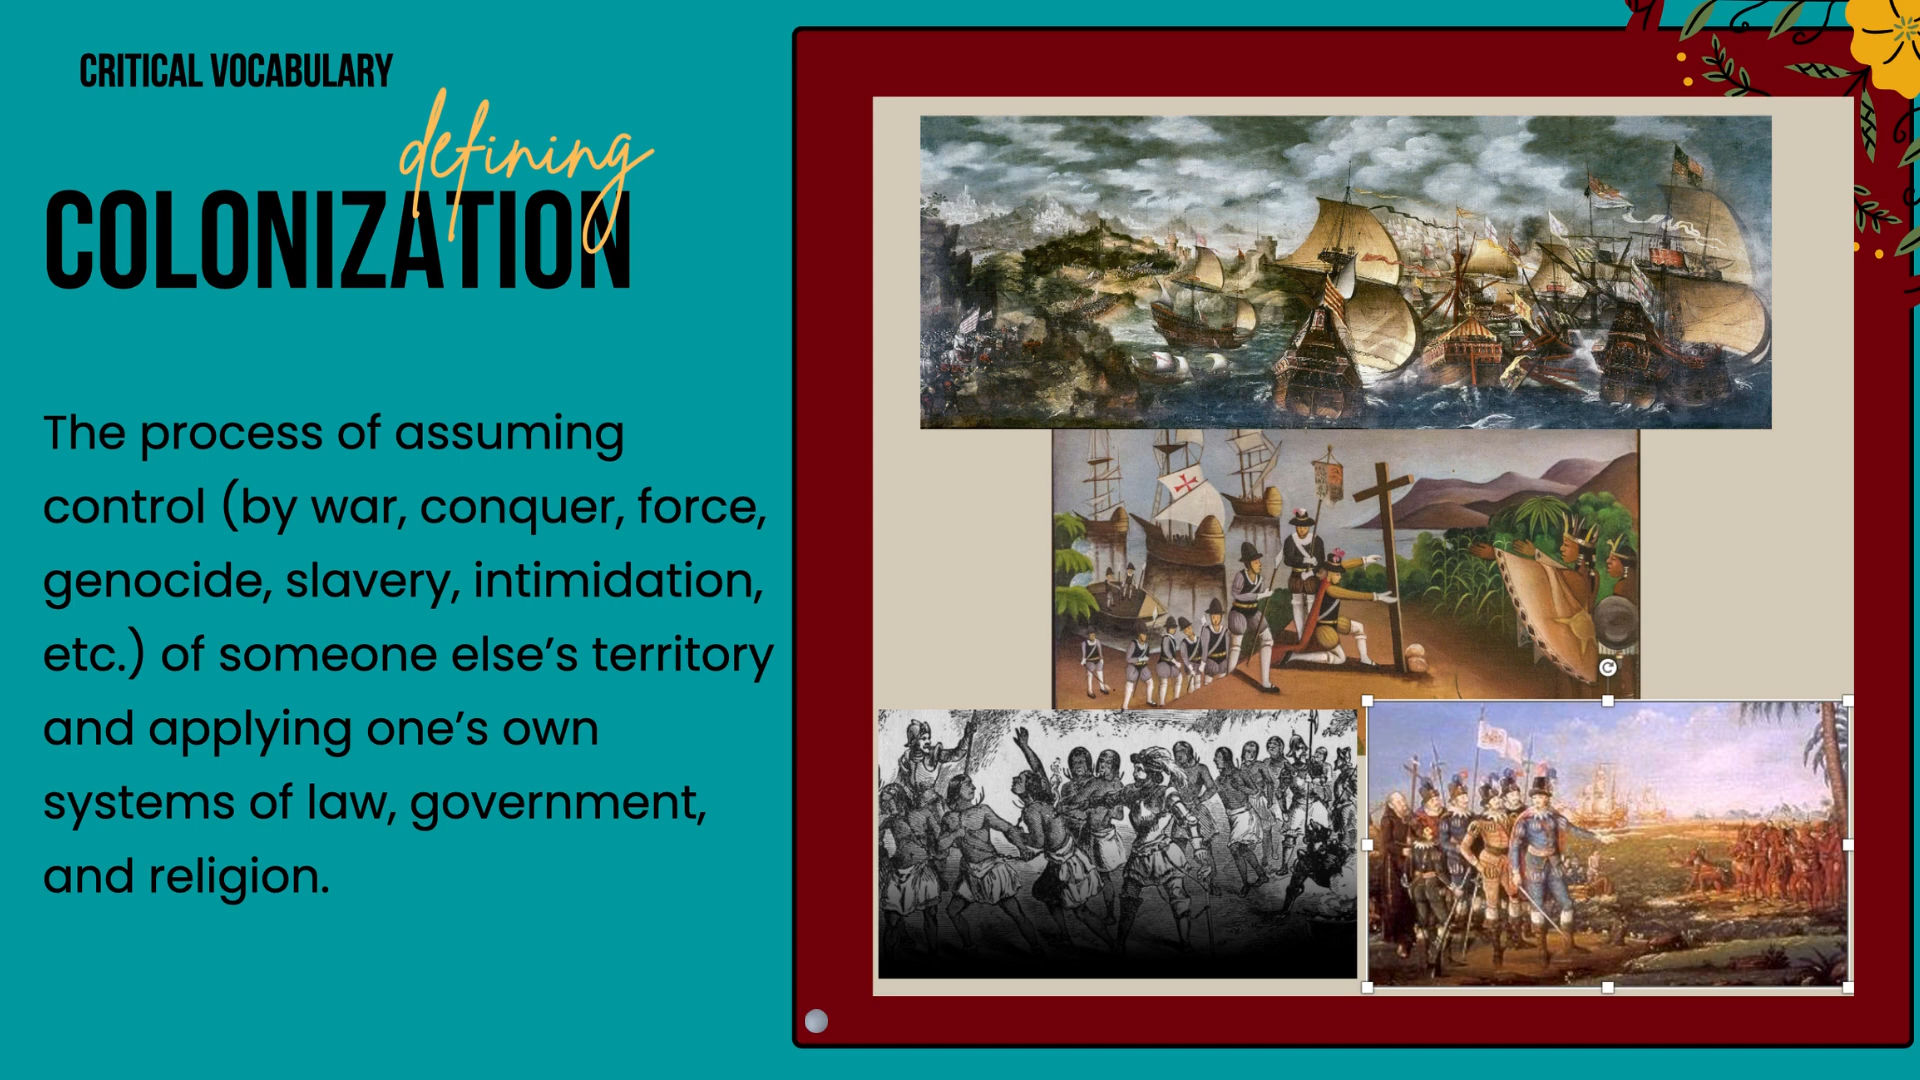 CRITICAL VOCABULARY
defining
COLONIZATION
The process of assuming
control (by war, conquer, force,
genocide, slavery, intimidation,
etc.) of someone else’s territory
and applying one’s own
systems of law, government,
and religion.